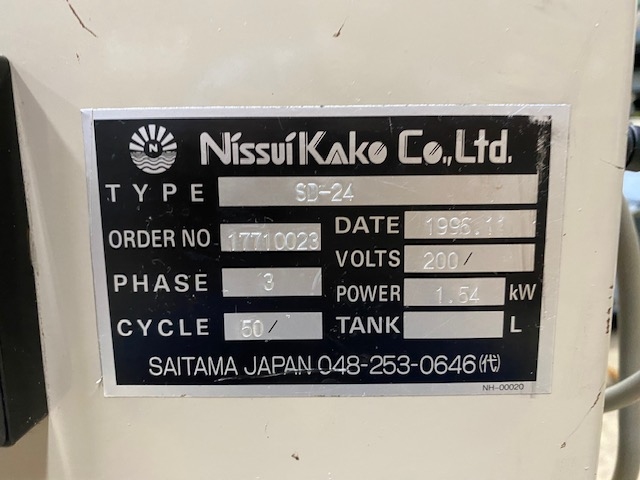 N
Nissui Kako Co.,Ltd.
TYPE SD-24
ORDER NO 17710023
DATE 1996.11
PHASE 3
VOLTS 200/
POWER 1.54 kW
CYCLE 50/
TANK L
SAITAMA JAPAN 048-253-0646㈹
NH-00020